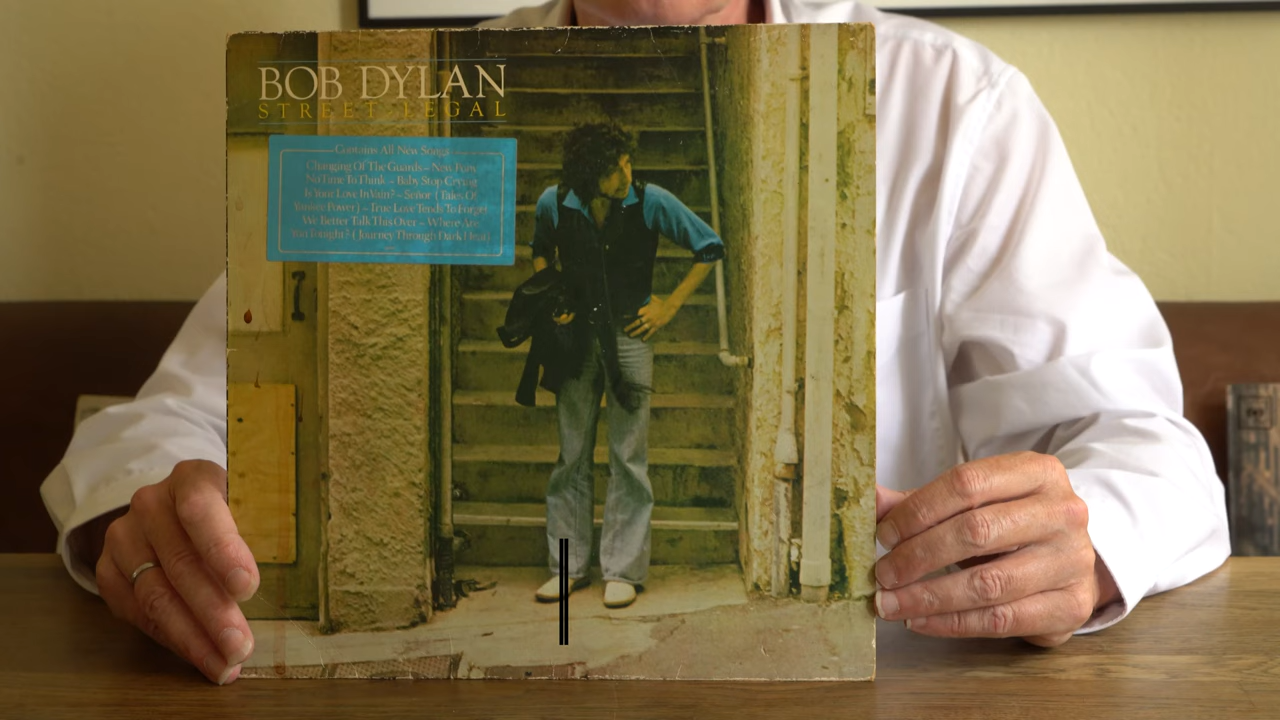 BOB DYLAN
STREET-LEGAL
Contains All New Songs
Changing Of The Guards – New Pony
No Time To Think – Baby Stop Crying
Is Your Love In Vain? – Señor (Tales Of
Yankee Power) – True Love Tends To Forget
We Better Talk This Over – Where Are
You Tonight? (Journey Through Dark Heat)